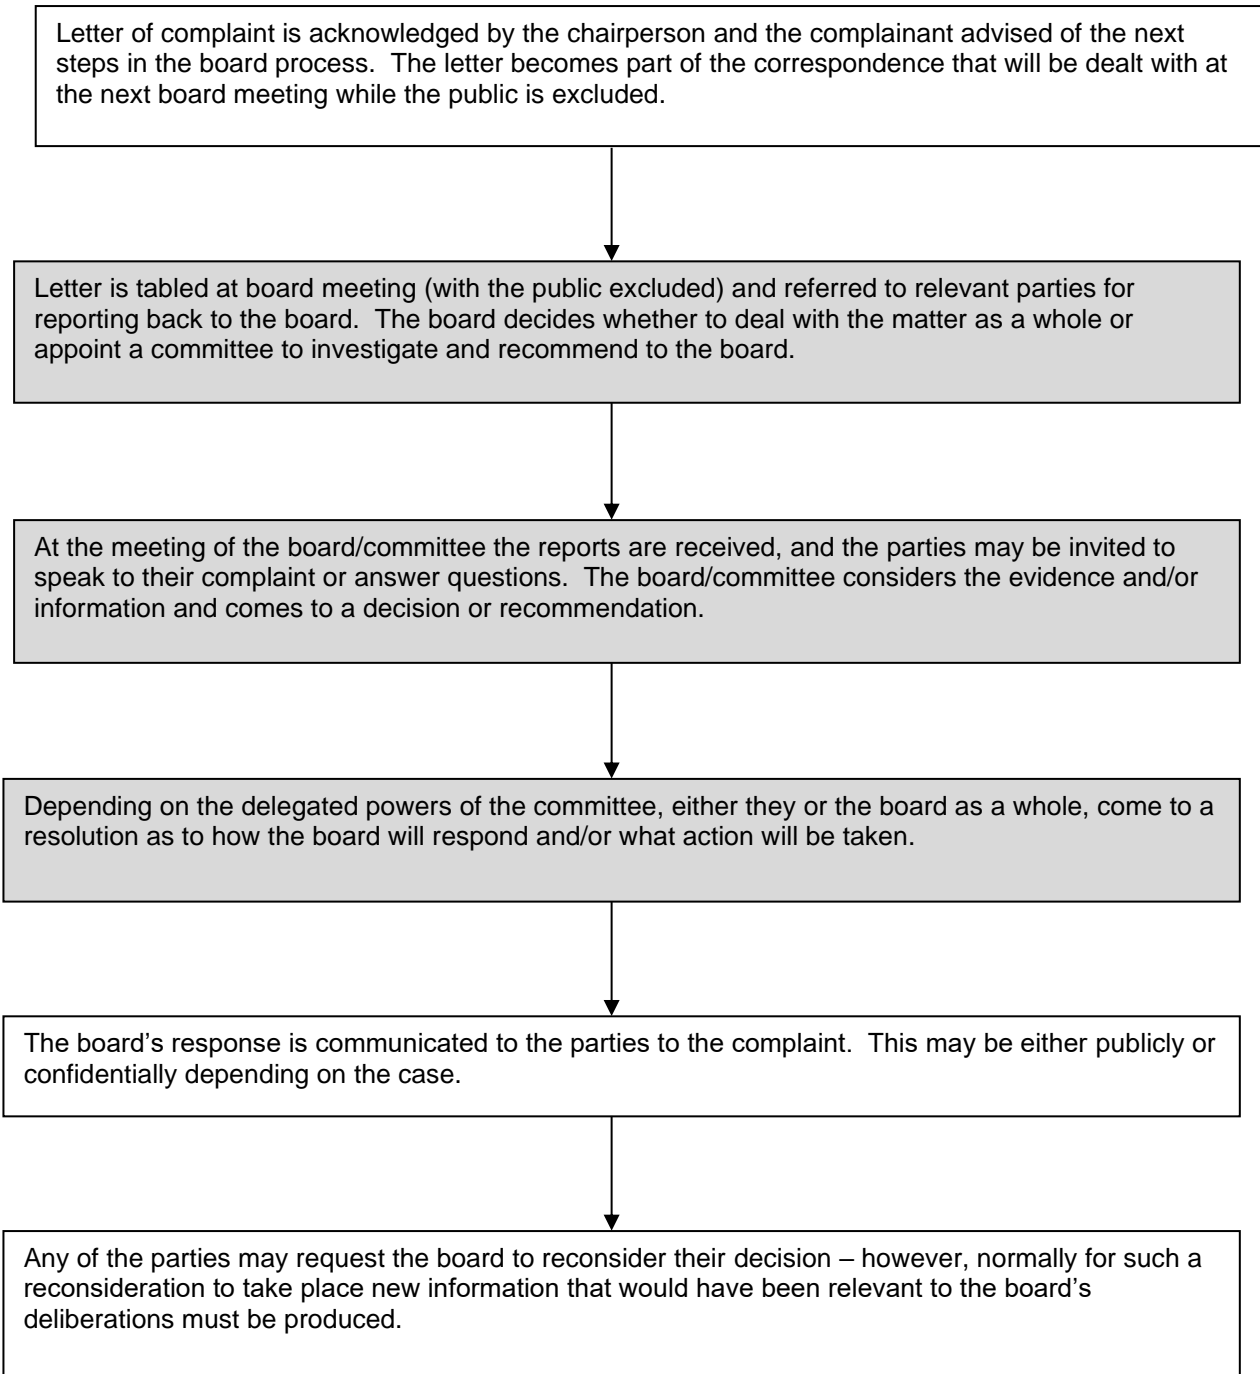 Letter of complaint is acknowledged by the chairperson and the complainant advised of the next
steps in the board process.  The letter becomes part of the correspondence that will be dealt with at
the next board meeting while the public is excluded.
Letter is tabled at board meeting (with the public excluded) and referred to relevant parties for
reporting back to the board.  The board decides whether to deal with the matter as a whole or
appoint a committee to investigate and recommend to the board.
At the meeting of the board/committee the reports are received, and the parties may be invited to
speak to their complaint or answer questions.  The board/committee considers the evidence and/or
information and comes to a decision or recommendation.
Depending on the delegated powers of the committee, either they or the board as a whole, come to a
resolution as to how the board will respond and/or what action will be taken.
The board’s response is communicated to the parties to the complaint.  This may be either publicly or
confidentially depending on the case.
Any of the parties may request the board to reconsider their decision – however, normally for such a
reconsideration to take place new information that would have been relevant to the board’s
deliberations must be produced.